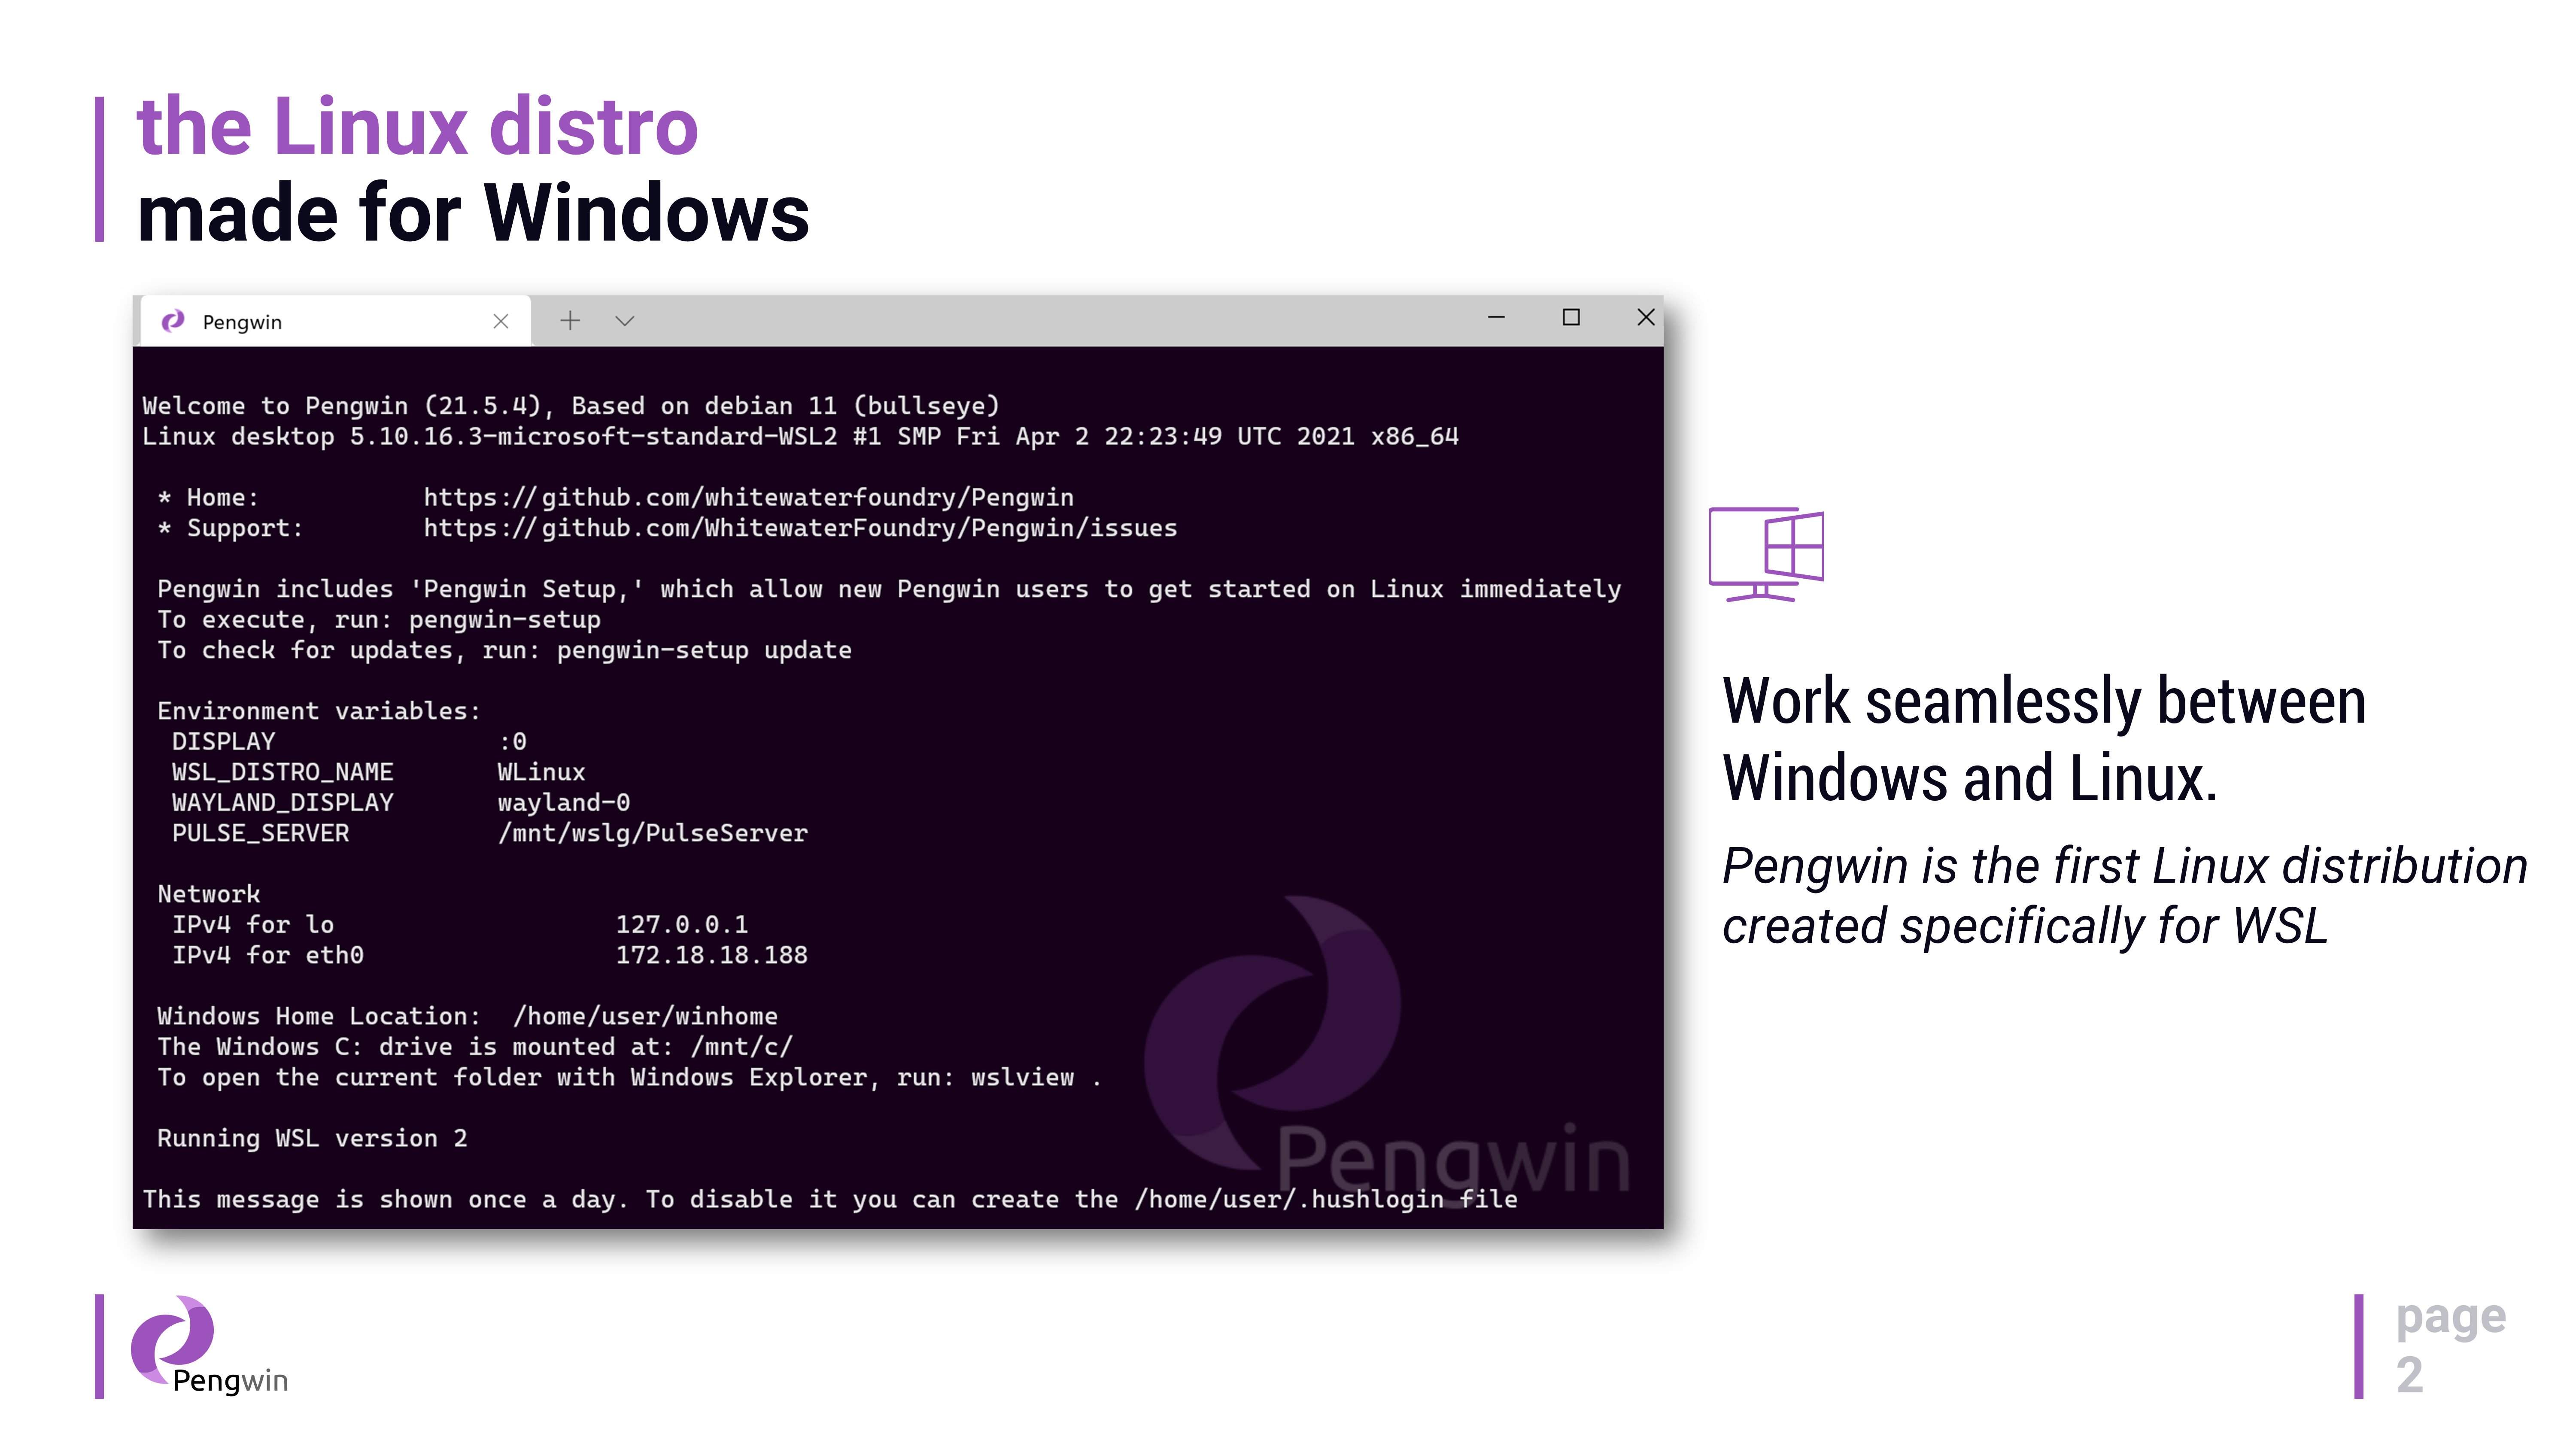 the Linux distro
made for Windows
Pengwin
Welcome to Pengwin (21.5.4), Based on debian 11 (bullseye)
Linux desktop 5.10.16.3-microsoft-standard-WSL2 #1 SMP Fri Apr 2 22:23:49 UTC 2021 x86_64
* Home: https://github.com/whitewaterfoundry/Pengwin
* Support: https://github.com/WhitewaterFoundry/Pengwin/issues
Pengwin includes 'Pengwin Setup,' which allow new Pengwin users to get started on Linux immediately
To execute, run: pengwin-setup
To check for updates, run: pengwin-setup update
Environment variables:
DISPLAY :0
WSL_DISTRO_NAME WLinux
WAYLAND_DISPLAY wayland-0
PULSE_SERVER /mnt/wslg/PulseServer
Network
IPv4 for lo 127.0.0.1
IPv4 for eth0 172.18.18.188
Windows Home Location: /home/user/winhome
The Windows C: drive is mounted at: /mnt/c/
To open the current folder with Windows Explorer, run: wslview .
Running WSL version 2
Pengwin
This message is shown once a day. To disable it you can create the /home/user/.hushlogin file
Work seamlessly between
Windows and Linux.
Pengwin is the first Linux distribution
created specifically for WSL
Pengwin
page
2